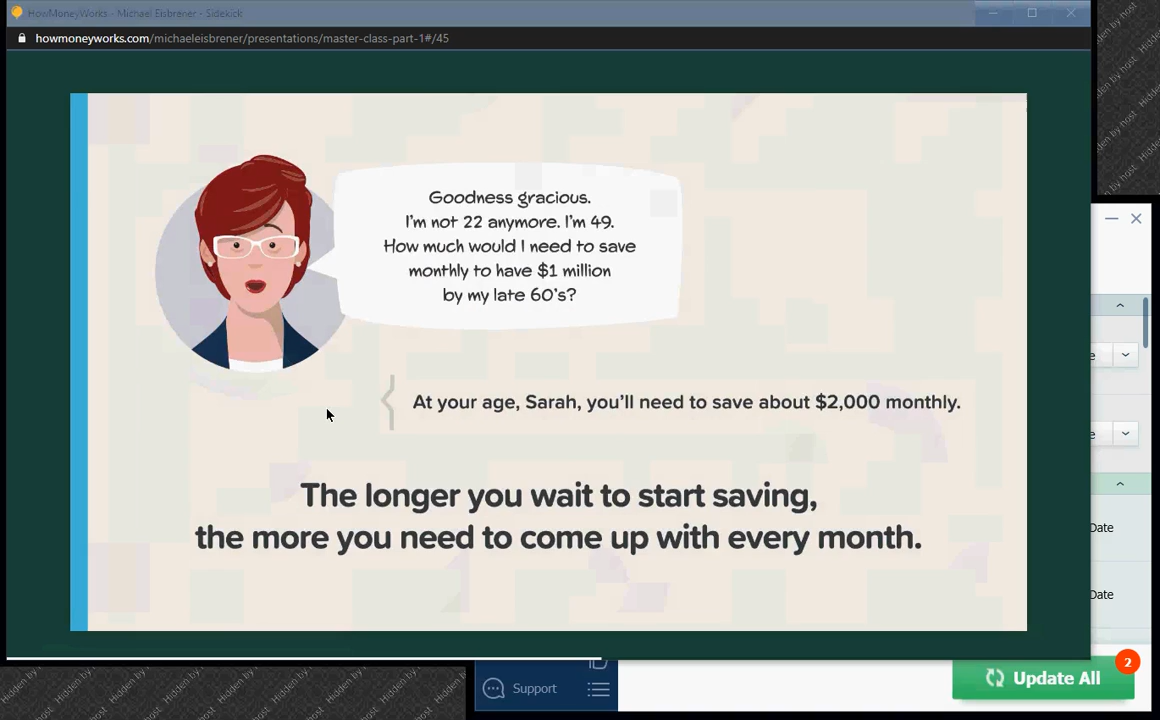 HowMoneyWorks - Michael Eisbrener - Sidekick
howmoneyworks.com/michaeleisbrener/presentations/master-class-part-1#/45
Goodness gracious.
I'm not 22 anymore. I'm 49.
How much would I need to save
monthly to have $1 million
by my late 60's?
At your age, Sarah, you'll need to save about $2,000 monthly.
The longer you wait to start saving,
the more you need to come up with every month.
Date
Date
Support
Update All
2
Hidden by host